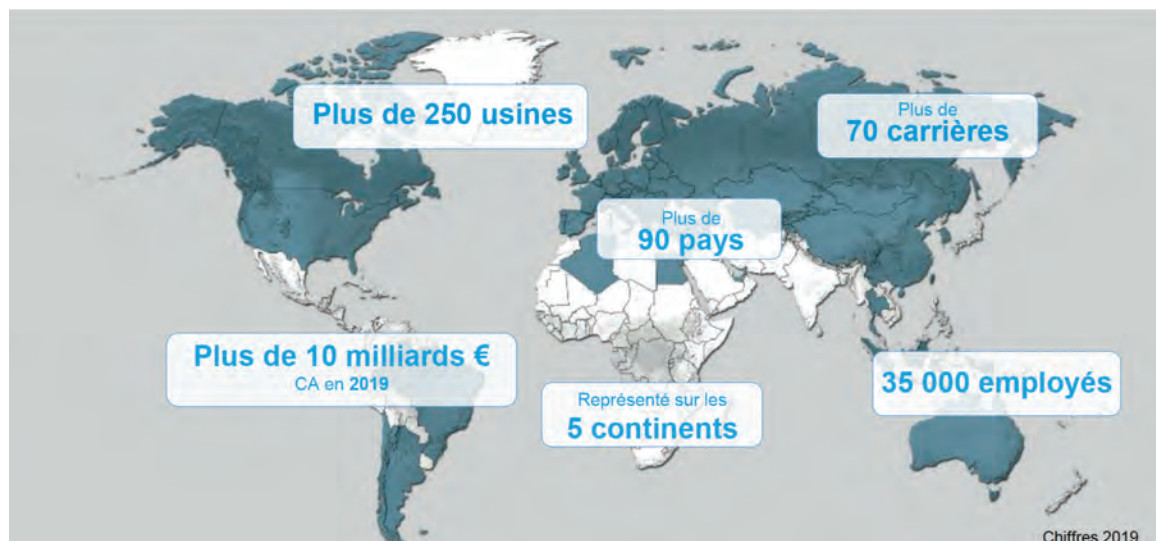 Plus de 250 usines
Plus de
70 carrières
Plus de
90 pays
Plus de 10 milliards €
CA en 2019
35 000 employés
Représenté sur les
5 continents
Chiffres 2019